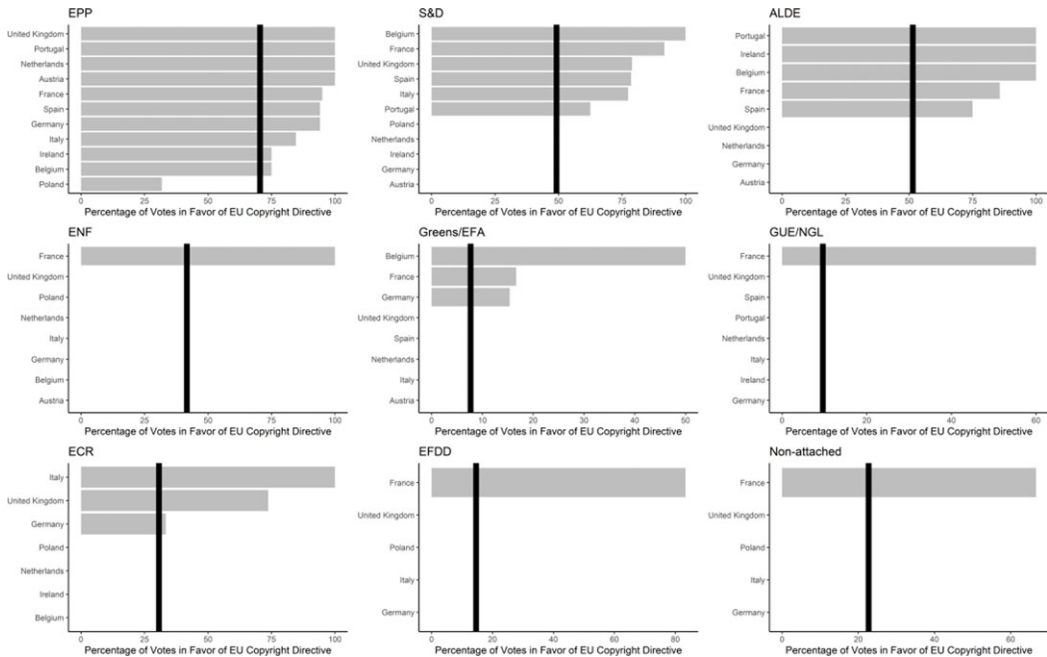 EPP
United Kingdom
Portugal
Netherlands
Austria
France
Spain
Germany
Italy
Ireland
Belgium
Poland
0 25 50 75 100
Percentage of Votes in Favor of EU Copyright Directive
S&D
Belgium
France
United Kingdom
Spain
Italy
Portugal
Poland
Netherlands
Ireland
Germany
Austria
0 25 50 75 100
Percentage of Votes in Favor of EU Copyright Directive
ALDE
Portugal
Ireland
Belgium
France
Spain
United Kingdom
Netherlands
Germany
Austria
0 25 50 75 100
Percentage of Votes in Favor of EU Copyright Directive
ENF
France
United Kingdom
Poland
Netherlands
Italy
Germany
Belgium
Austria
0 25 50 75 100
Percentage of Votes in Favor of EU Copyright Directive
Greens/EFA
Belgium
France
Germany
United Kingdom
Spain
Netherlands
Italy
Austria
0 10 20 30 40 50
Percentage of Votes in Favor of EU Copyright Directive
GUE/NGL
France
United Kingdom
Spain
Portugal
Netherlands
Italy
Ireland
Germany
0 20 40 60
Percentage of Votes in Favor of EU Copyright Directive
ECR
Italy
United Kingdom
Germany
Poland
Netherlands
Ireland
Belgium
0 25 50 75 100
Percentage of Votes in Favor of EU Copyright Directive
EFDD
France
United Kingdom
Poland
Italy
Germany
0 20 40 60 80
Percentage of Votes in Favor of EU Copyright Directive
Non-attached
France
United Kingdom
Poland
Italy
Germany
0 20 40 60
Percentage of Votes in Favor of EU Copyright Directive